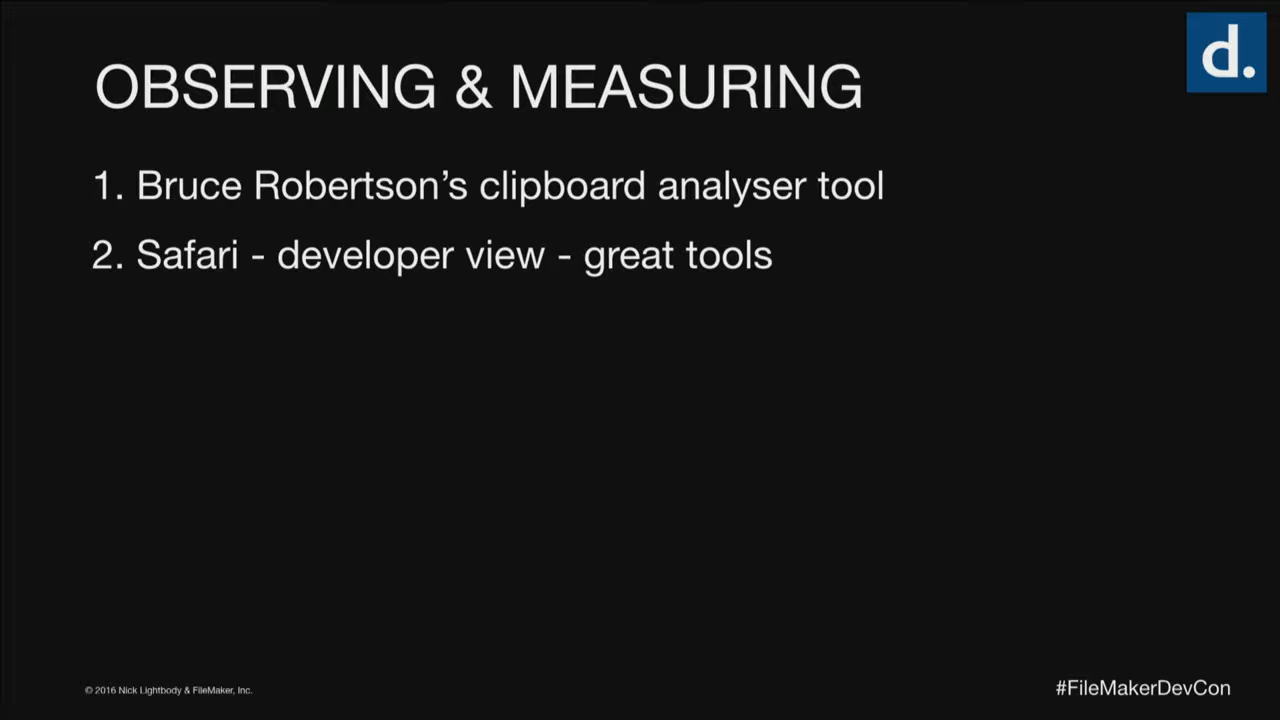 d.
OBSERVING & MEASURING
1. Bruce Robertson’s clipboard analyser tool
2. Safari - developer view - great tools
© 2016 Nick Lightbody & FileMaker, Inc.
#FileMakerDevCon